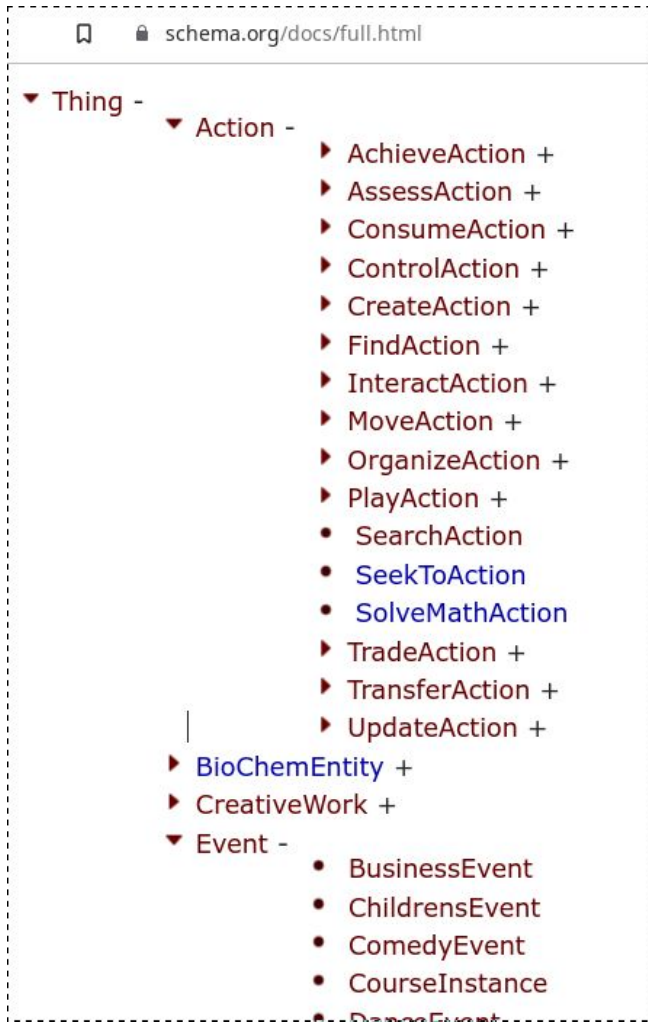 schema.org/docs/full.html
Thing -
Action -
AchieveAction +
AssessAction +
ConsumeAction +
ControlAction +
CreateAction +
FindAction +
InteractAction +
MoveAction +
OrganizeAction +
PlayAction +
SearchAction
SeekToAction
SolveMathAction
TradeAction +
TransferAction +
UpdateAction +
BioChemEntity +
CreativeWork +
Event -
BusinessEvent
ChildrensEvent
ComedyEvent
CourseInstance
DanceEvent